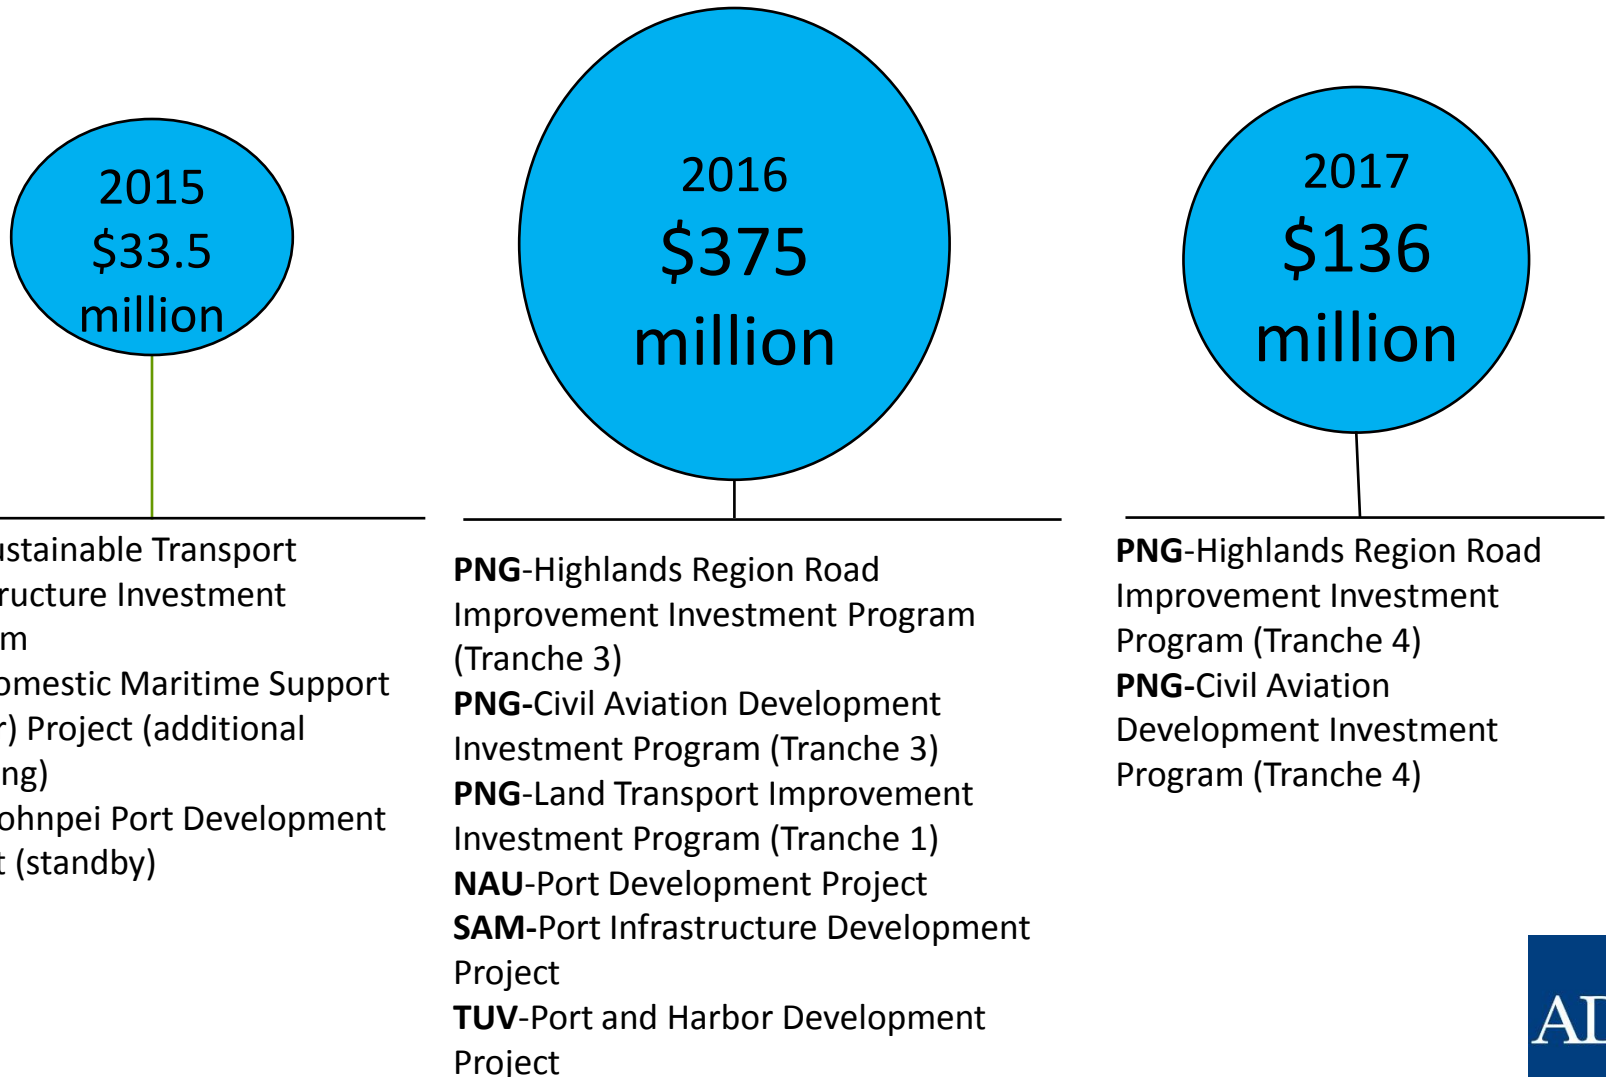 2015
$33.5
million
2016
$375
million
2017
$136
million
ustainable Transport
ructure Investment
m
omestic Maritime Support
r) Project (additional
ng)
ohnpei Port Development
t (standby)
PNG-Highlands Region Road
Improvement Investment Program
(Tranche 3)
PNG-Civil Aviation Development
Investment Program (Tranche 3)
PNG-Land Transport Improvement
Investment Program (Tranche 1)
NAU-Port Development Project
SAM-Port Infrastructure Development
Project
TUV-Port and Harbor Development
Project
PNG-Highlands Region Road
Improvement Investment
Program (Tranche 4)
PNG-Civil Aviation
Development Investment
Program (Tranche 4)
AD